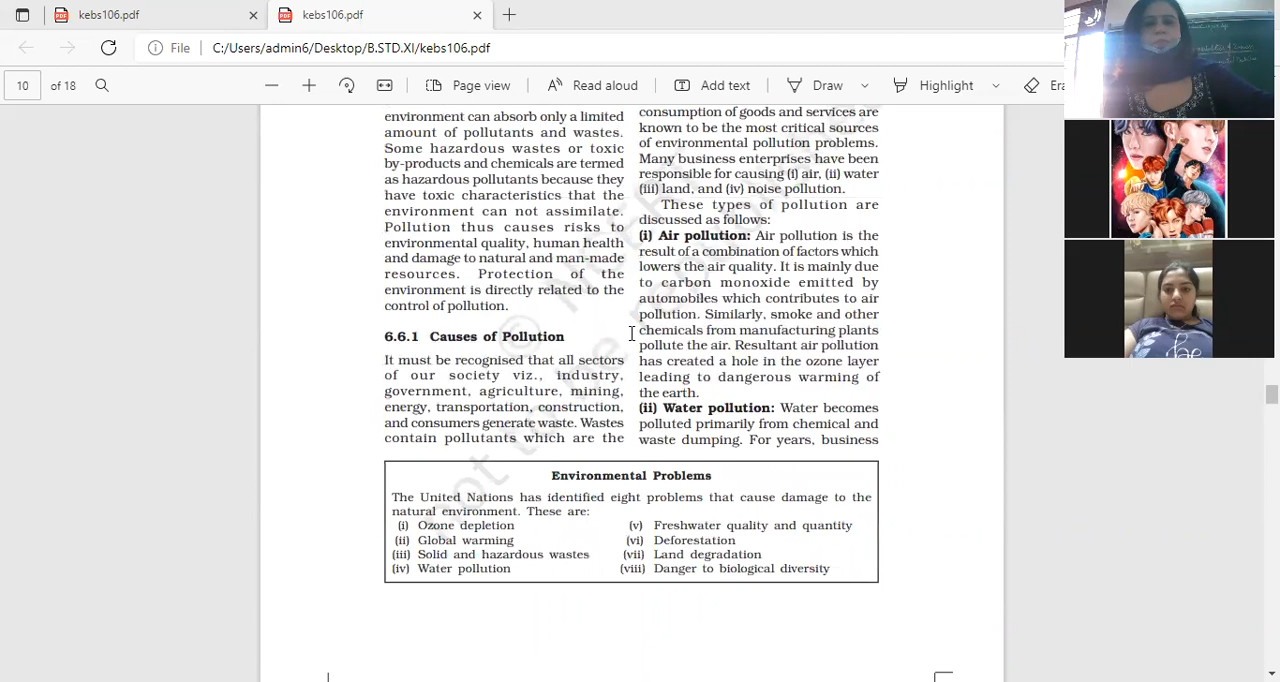 kebs106.pdf
kebs106.pdf
File C:/Users/admin6/Desktop/B.STD.XI/kebs106.pdf
10 of 18 Page view Read aloud Add text Draw Highlight Era
environment can absorb only a limited
amount of pollutants and wastes.
Some hazardous wastes or toxic
by-products and chemicals are termed
as hazardous pollutants because they
have toxic characteristics that the
environment can not assimilate.
Pollution thus causes risks to
environmental quality, human health
and damage to natural and man-made
resources. Protection of the
environment is directly related to the
control of pollution.
6.6.1 Causes of Pollution
It must be recognised that all sectors
of our society viz., industry,
government, agriculture, mining,
energy, transportation, construction,
and consumers generate waste. Wastes
contain pollutants which are the
consumption of goods and services are
known to be the most critical sources
of environmental pollution problems.
Many business enterprises have been
responsible for causing (i) air, (ii) water
(iii) land, and (iv) noise pollution.
These types of pollution are
discussed as follows:
(i) Air pollution: Air pollution is the
result of a combination of factors which
lowers the air quality. It is mainly due
to carbon monoxide emitted by
automobiles which contributes to air
pollution. Similarly, smoke and other
chemicals from manufacturing plants
pollute the air. Resultant air pollution
has created a hole in the ozone layer
leading to dangerous warming of
the earth.
(ii) Water pollution: Water becomes
polluted primarily from chemical and
waste dumping. For years, business
Environmental Problems
The United Nations has identified eight problems that cause damage to the
natural environment. These are:
(i) Ozone depletion
(ii) Global warming
(iii) Solid and hazardous wastes
(iv) Water pollution
(v) Freshwater quality and quantity
(vi) Deforestation
(vii) Land degradation
(viii) Danger to biological diversity
not to be
be